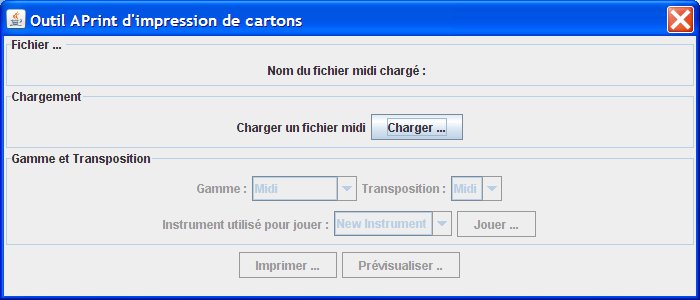 Outil APrint d'impression de cartons
Fichier ...
Nom du fichier midi chargé :
Chargement
Charger un fichier midi Charger ...
Gamme et Transposition
Gamme : Midi Transposition : Midi
Instrument utilisé pour jouer : New Instrument Jouer ...
Imprimer ... Prévisualiser ..